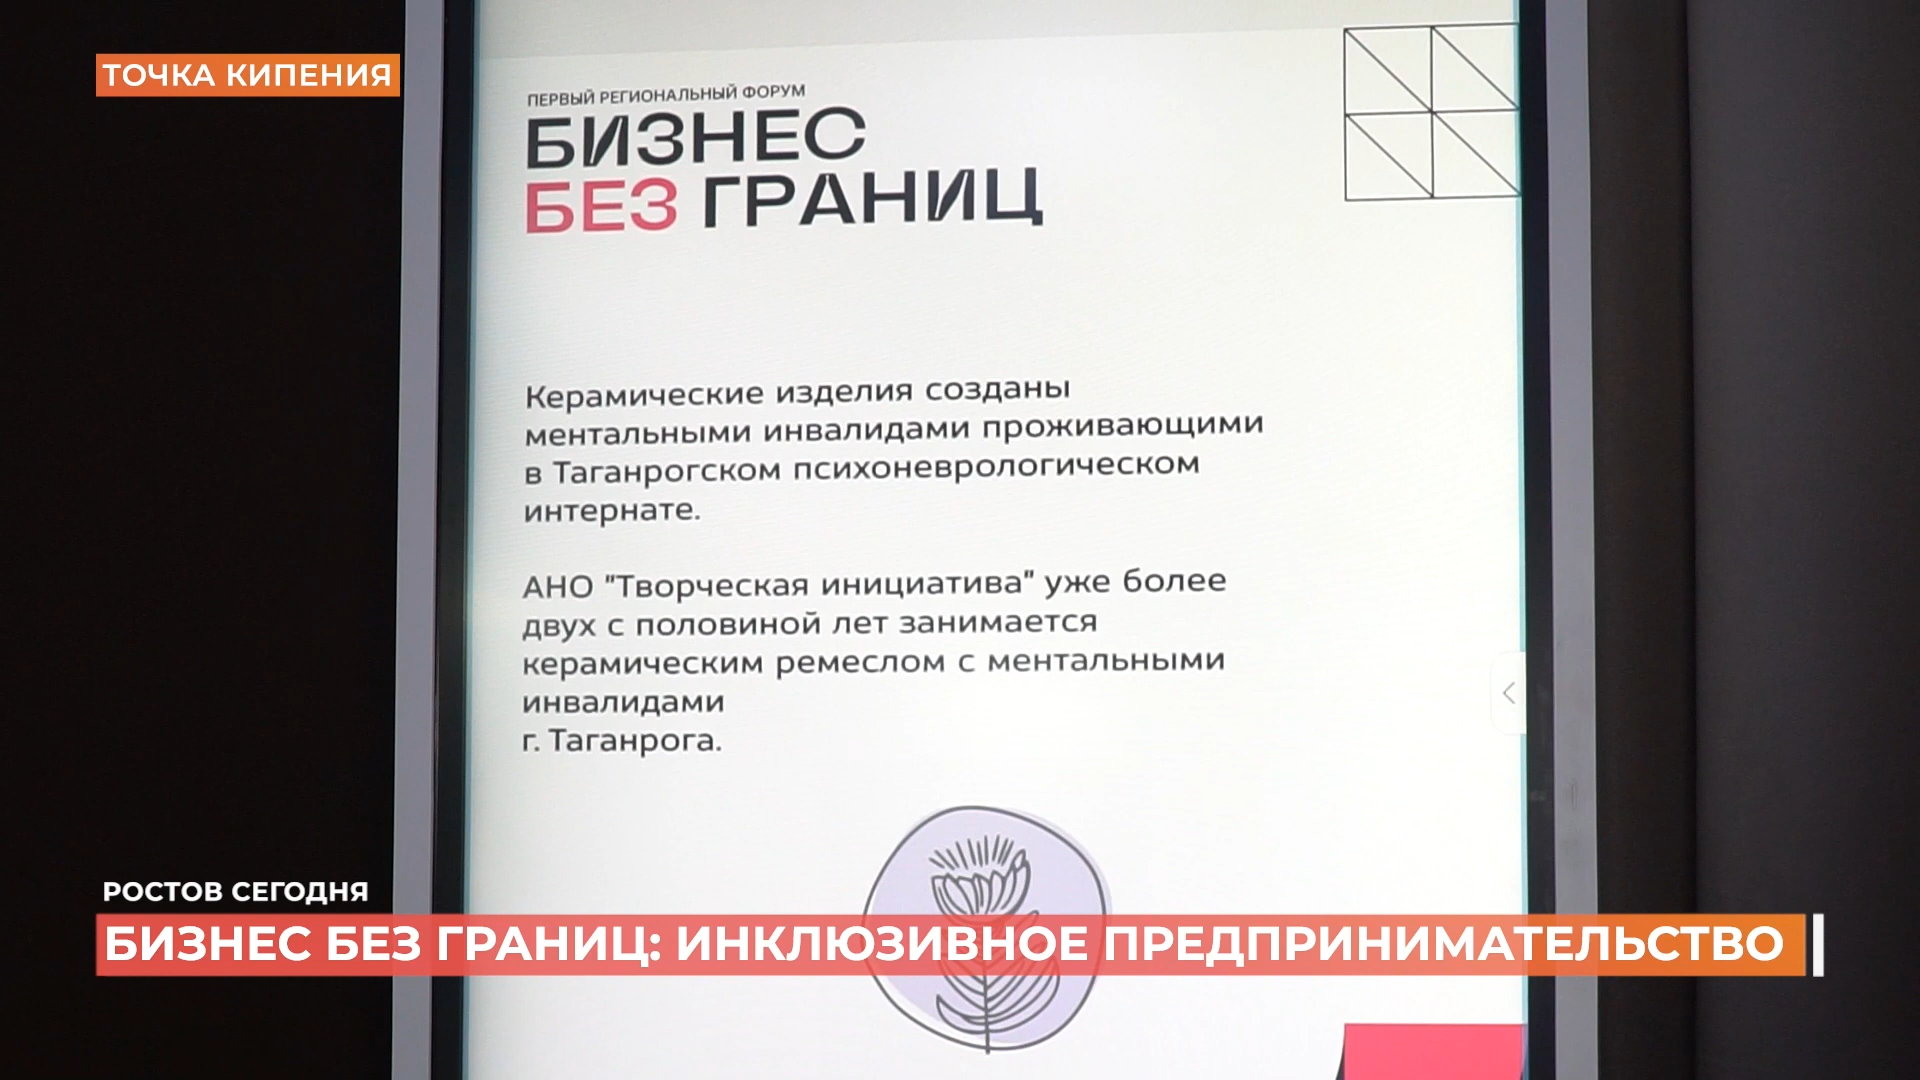 ТОЧКА КИПЕНИЯ
ПЕРВЫЙ РЕГИОНАЛЬНЫЙ ФОРУМ
БИЗНЕС
БЕЗ ГРАНИЦ
Керамические изделия созданы
ментальными инвалидами проживающими
в Таганрогском психоневрологическом
интернате.
АНО "Творческая инициатива" уже более
двух с половиной лет занимается
керамическим ремеслом с ментальными
инвалидами
г. Таганрога.
РОСТОВ СЕГОДНЯ
БИЗНЕС БЕЗ ГРАНИЦ: ИНКЛЮЗИВНОЕ ПРЕДПРИНИМАТЕЛЬСТВО